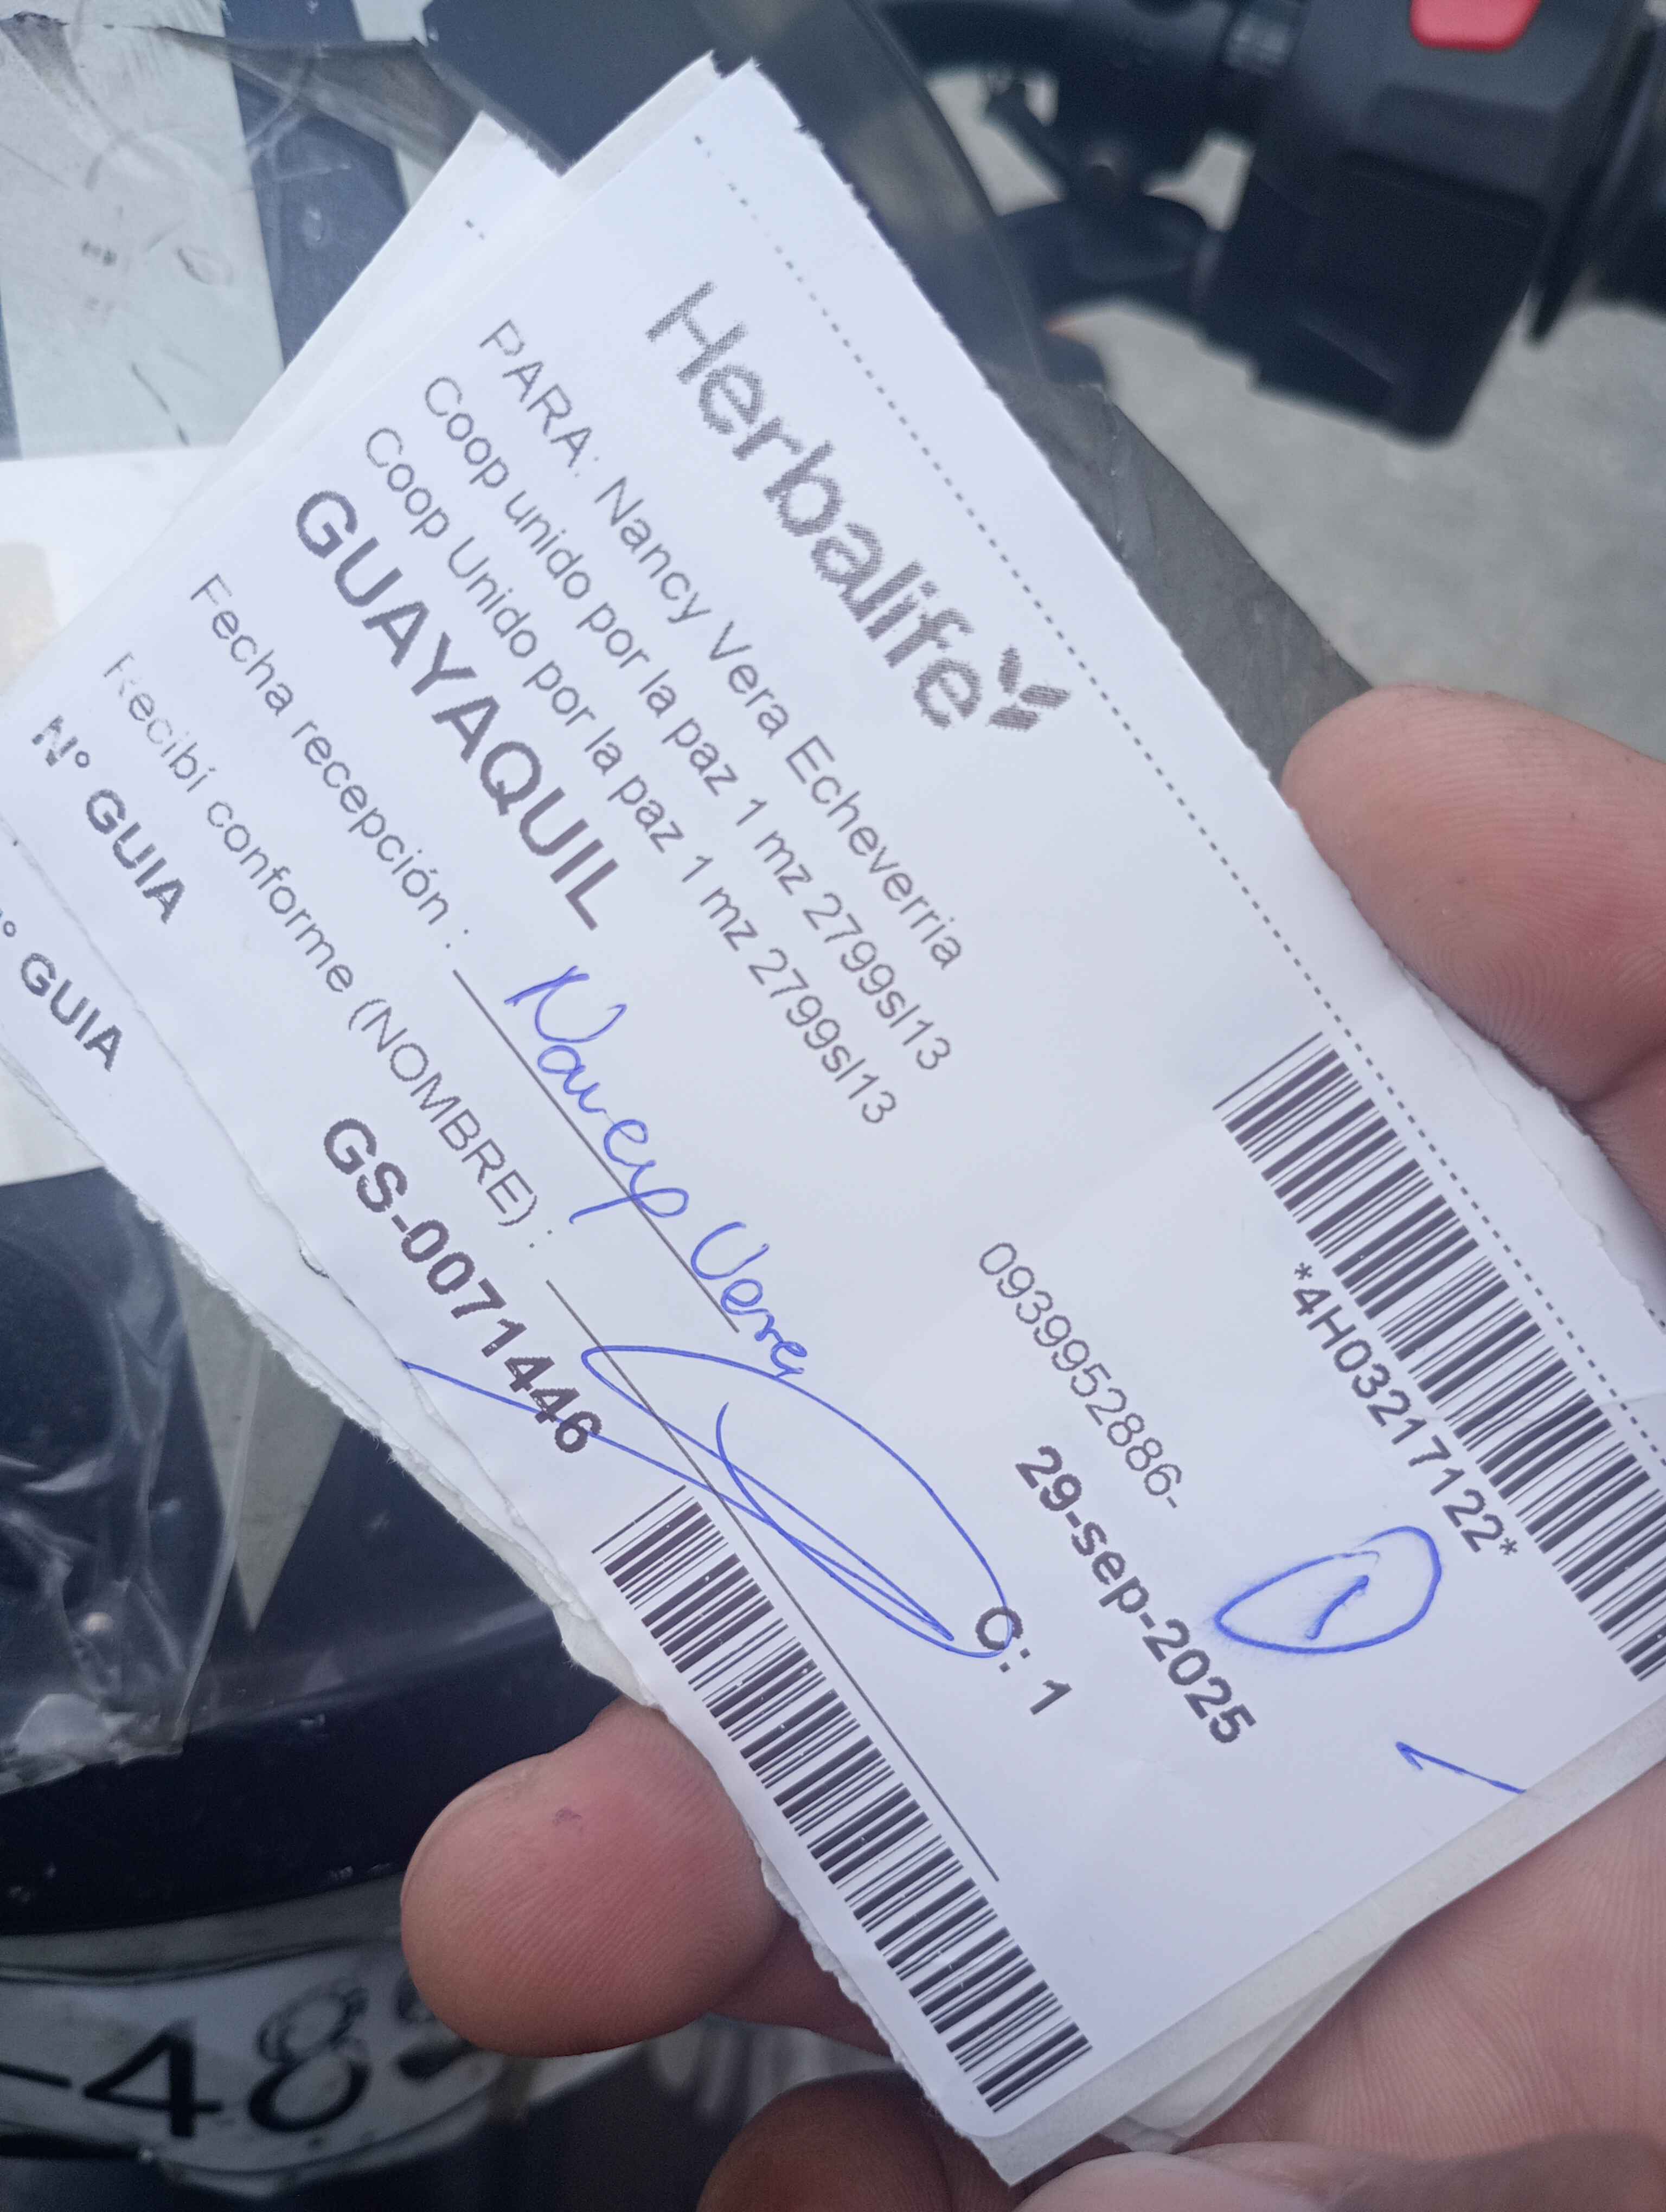 Herbalife
*4H03217122*
PARA: Nancy Vera Echeverria
Coop unido por la paz 1 mz 2799sl13
0939952886-
1
Coop Unido por la paz 1 mz 2799sl13
GUAYAQUIL
29-sep-2025
Fecha recepción :
Nancy Vera
C: 1
Recibí conforme (NOMBRE) :
N° GUIA
GS-0071446
° GUIA
-48